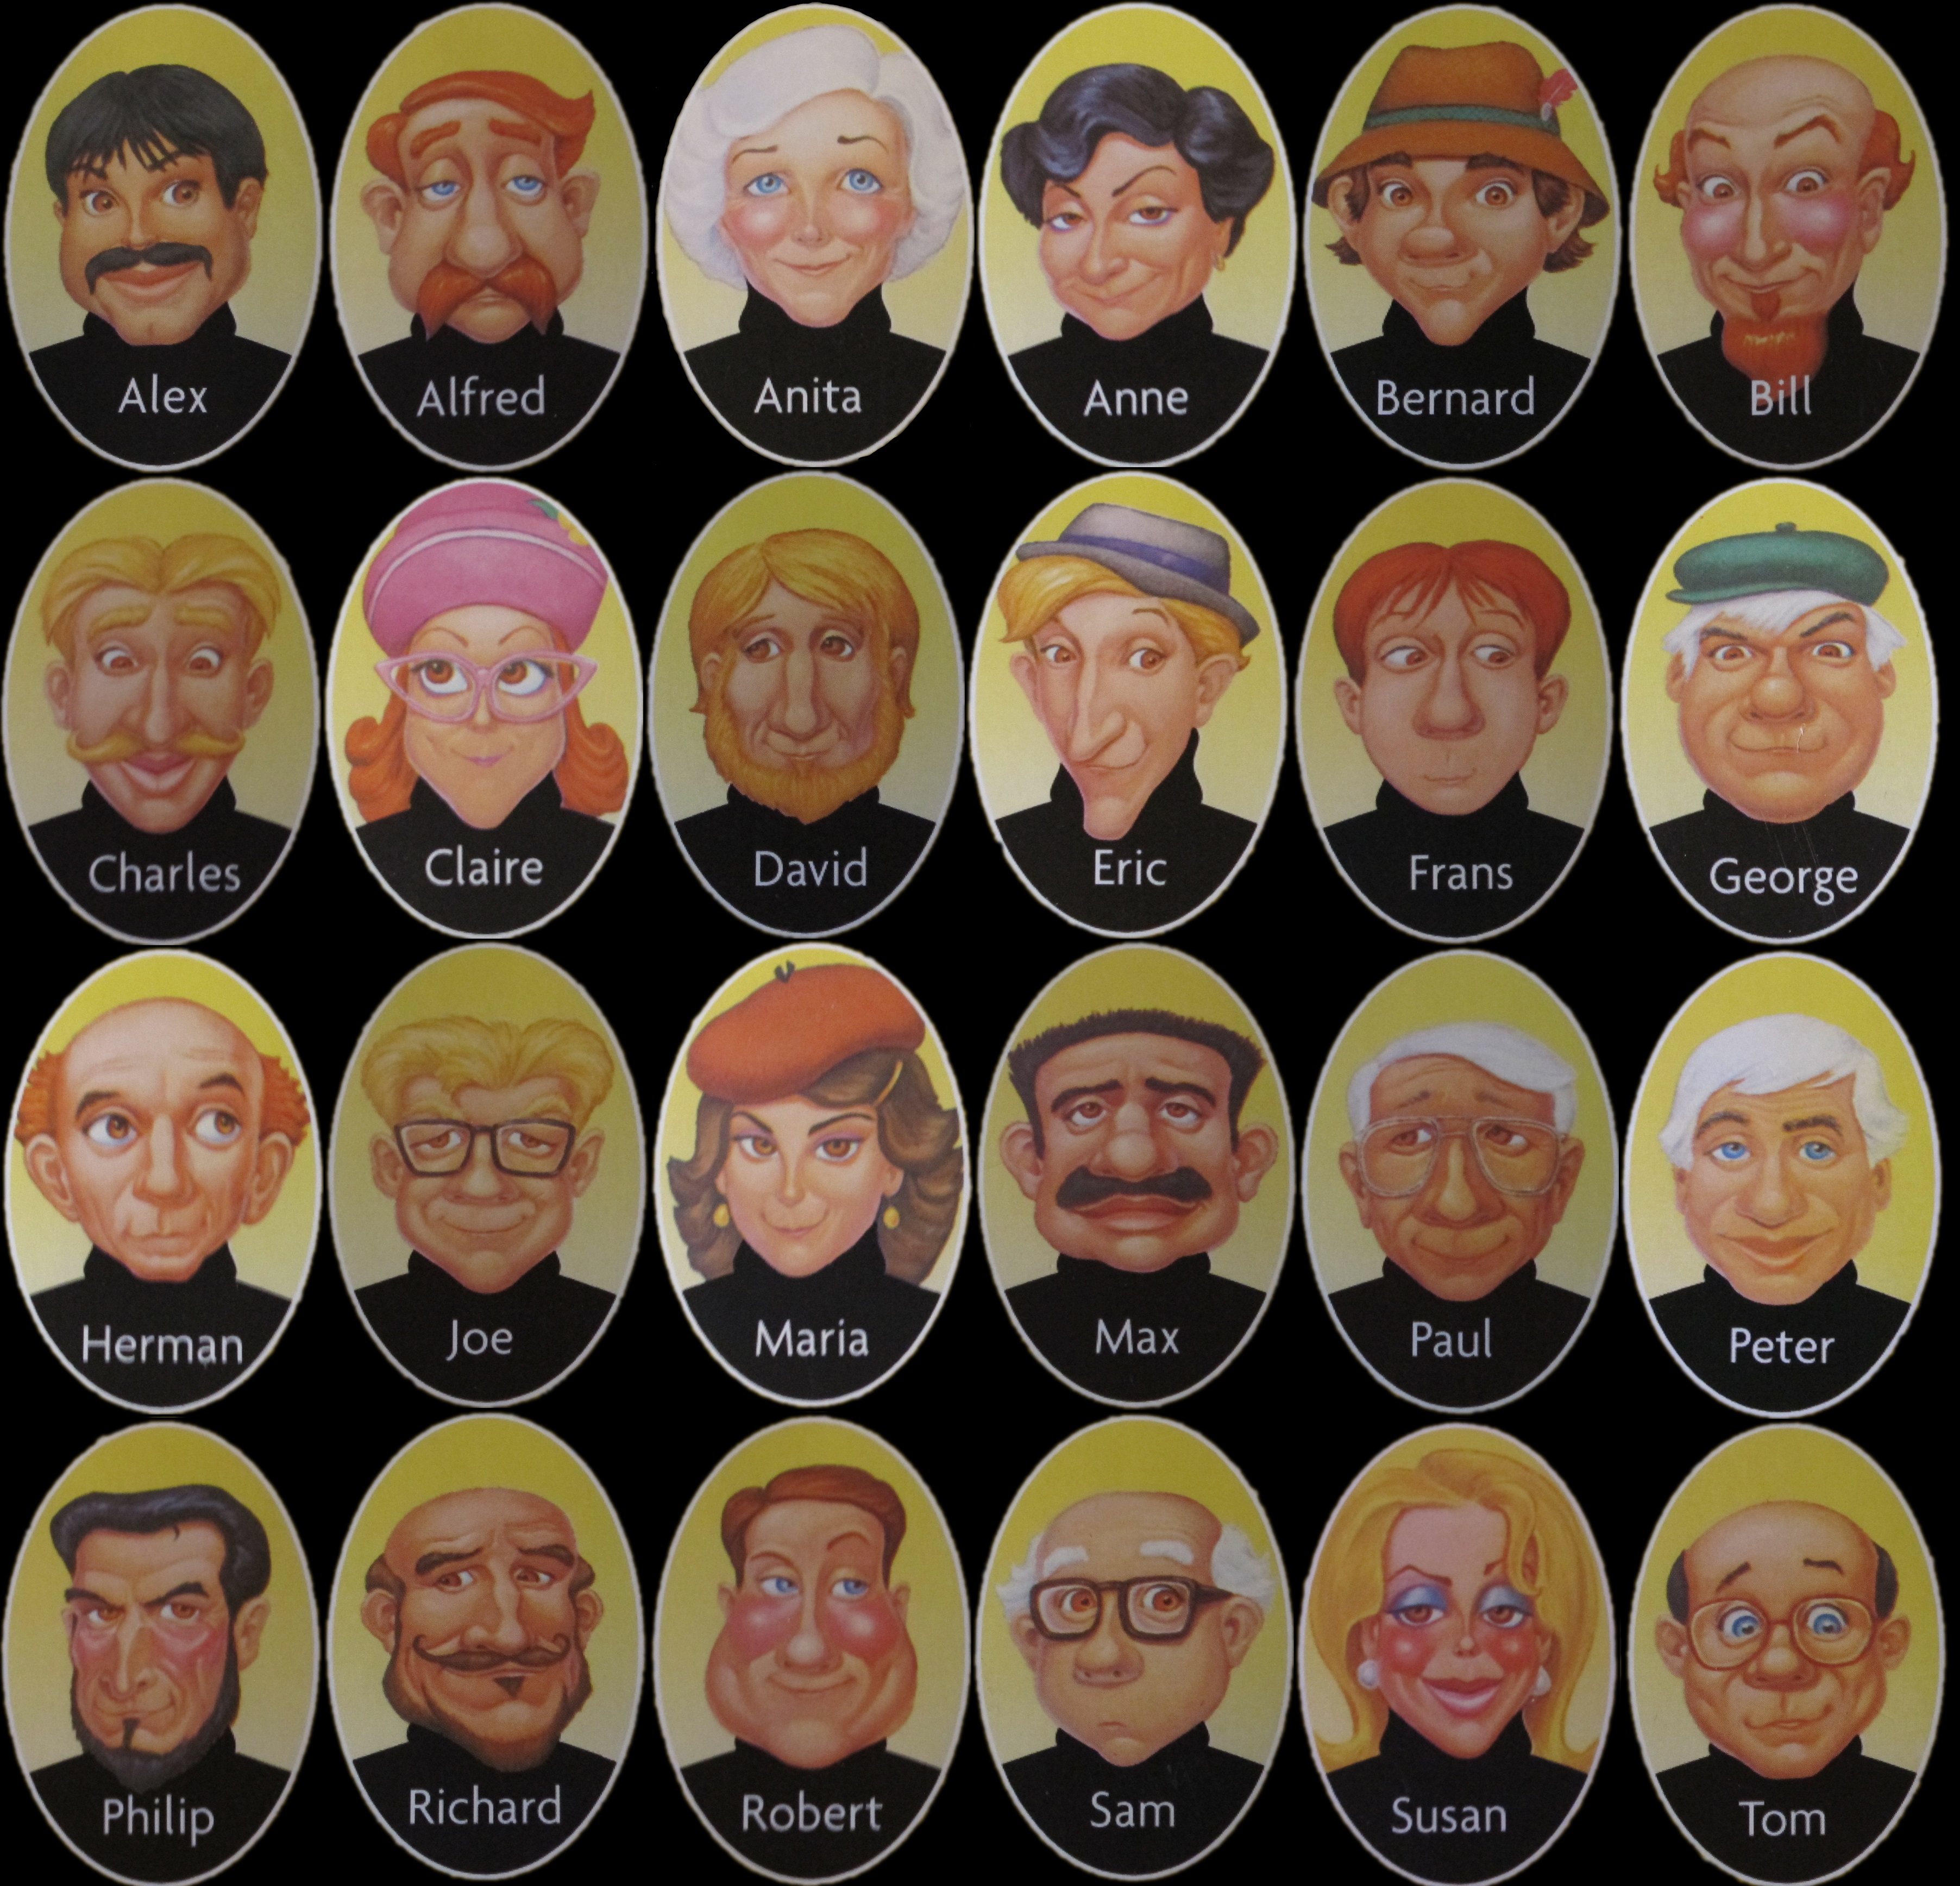 Alex
Alfred
Anita
Anne
Bernard
Bill
Charles
Claire
David
Eric
Frans
George
Herman
Joe
Maria
Max
Paul
Peter
Philip
Richard
Robert
Sam
Susan
Tom